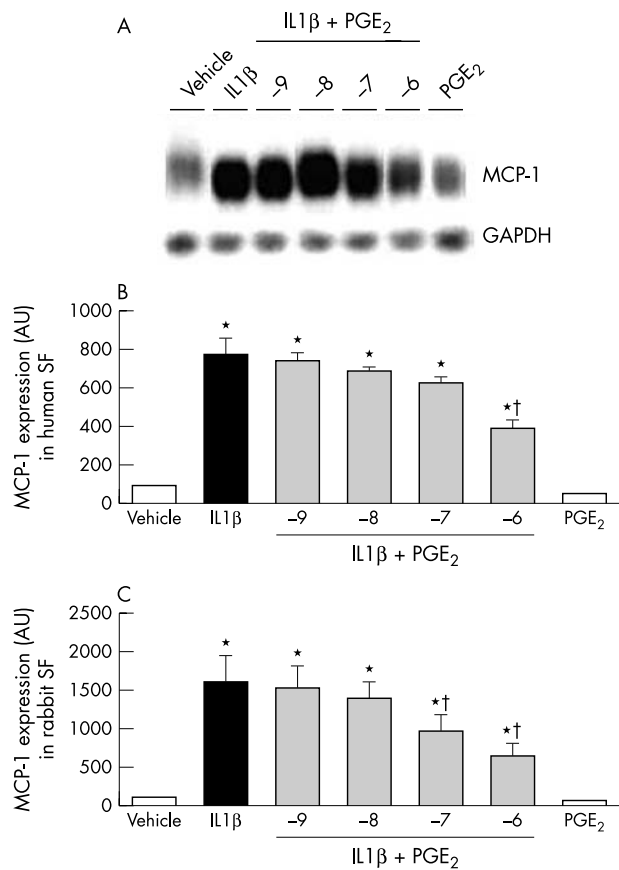 A
IL1β + PGE₂
Vehicle IL1β –9 –8 –7 –6 PGE₂
MCP-1
GAPDH
B
MCP-1 expression (AU)
in human SF
1000
800
600
400
200
0
★ ★ ★ ★ ★†
Vehicle IL1β –9 –8 –7 –6 PGE₂
IL1β + PGE₂
C
MCP-1 expression (AU)
in rabbit SF
2500
2000
1500
1000
500
0
★ ★ ★ ★† ★†
Vehicle IL1β –9 –8 –7 –6 PGE₂
IL1β + PGE₂